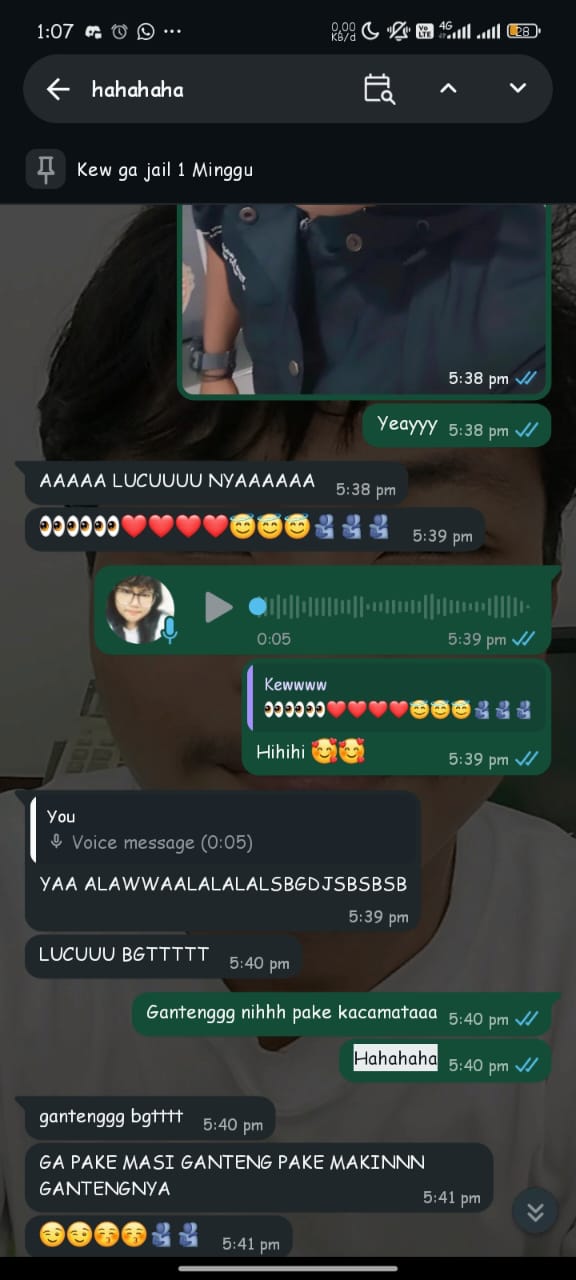 1:07
0,00
KB/d
Vo
LTE
4G
28
hahahaha
Kew ga jail 1 Minggu
5:38 pm
Yeayyy 5:38 pm
AAAAA LUCUUUU NYAAAAAA 5:38 pm
👀👀👀❤️❤️❤️❤️😇😇😇🫂🫂🫂 5:39 pm
0:05 5:39 pm
Kewwww
👀👀👀❤️❤️❤️❤️😇😇😇🫂🫂🫂
Hihihi 🥰🥰 5:39 pm
You
Voice message (0:05)
YAA ALAWWAALALALALSBGDJSBSBSB
5:39 pm
LUCUUU BGTTTTT 5:40 pm
Gantenggg nihhh pake kacamataaa 5:40 pm
Hahahaha 5:40 pm
gantenggg bgtttt 5:40 pm
GA PAKE MASI GANTENG PAKE MAKINNN
GANTENGNYA 5:41 pm
😏😏😚😚🫂🫂 5:41 pm